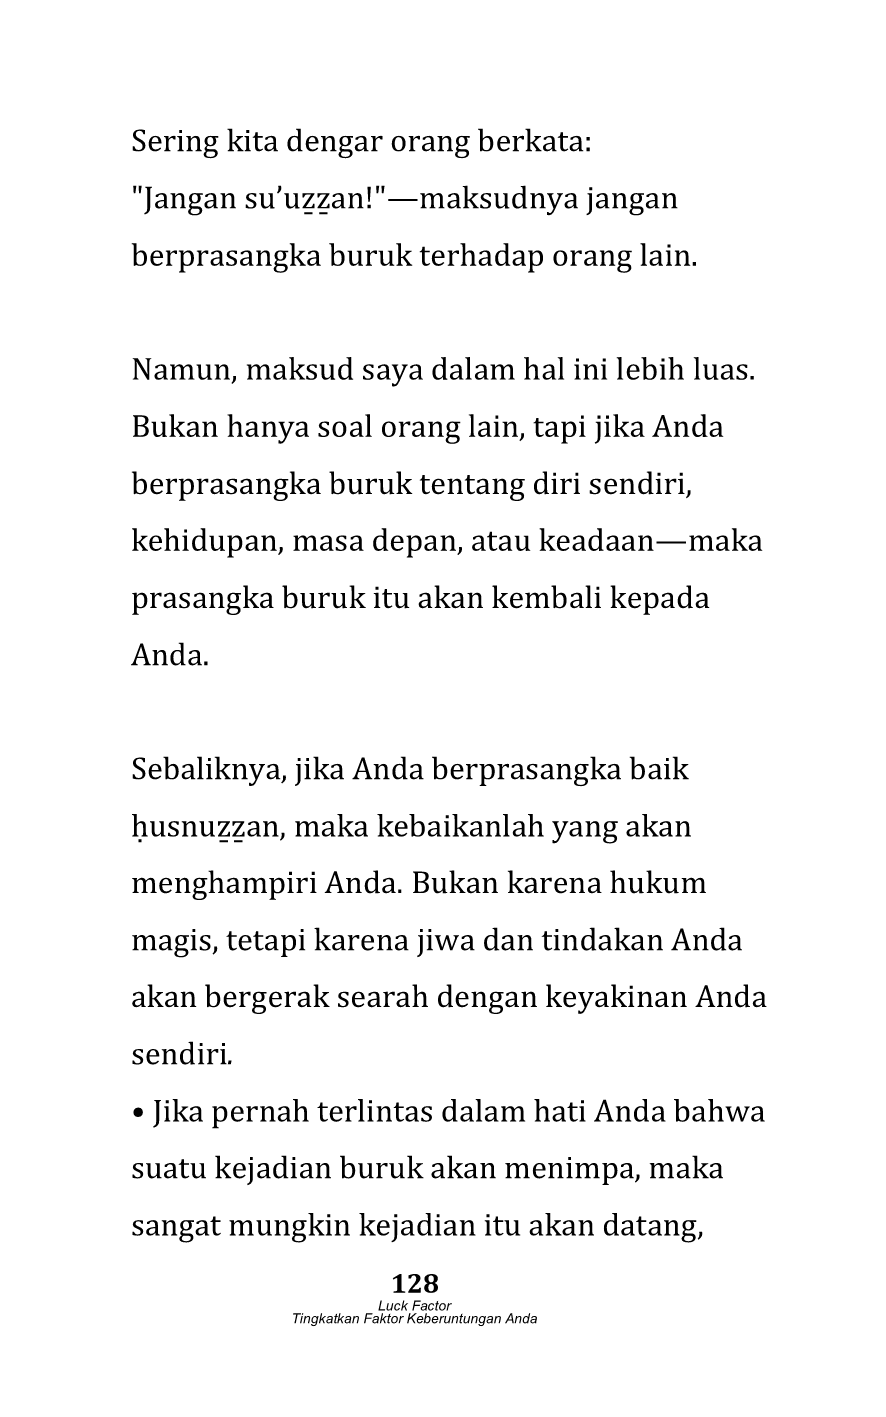 Sering kita dengar orang berkata:
"Jangan su’uẕẕan!"—maksudnya jangan
berprasangka buruk terhadap orang lain.
Namun, maksud saya dalam hal ini lebih luas.
Bukan hanya soal orang lain, tapi jika Anda
berprasangka buruk tentang diri sendiri,
kehidupan, masa depan, atau keadaan—maka
prasangka buruk itu akan kembali kepada
Anda.
Sebaliknya, jika Anda berprasangka baik
ḥusnuẕẕan, maka kebaikanlah yang akan
menghampiri Anda. Bukan karena hukum
magis, tetapi karena jiwa dan tindakan Anda
akan bergerak searah dengan keyakinan Anda
sendiri.
• Jika pernah terlintas dalam hati Anda bahwa
suatu kejadian buruk akan menimpa, maka
sangat mungkin kejadian itu akan datang,
128
Luck Factor
Tingkatkan Faktor Keberuntungan Anda